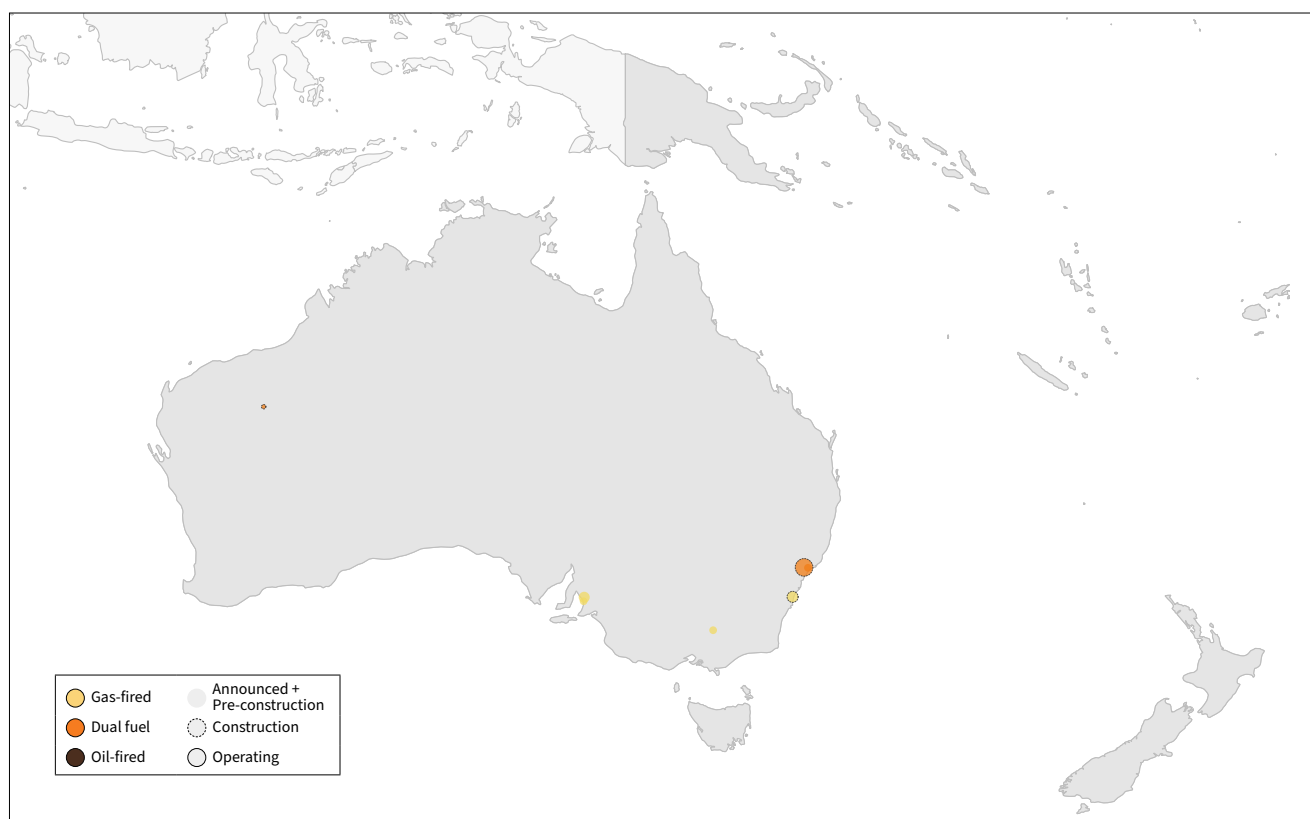 Gas-fired
Dual fuel
Oil-fired
Announced +
Pre-construction
Construction
Operating